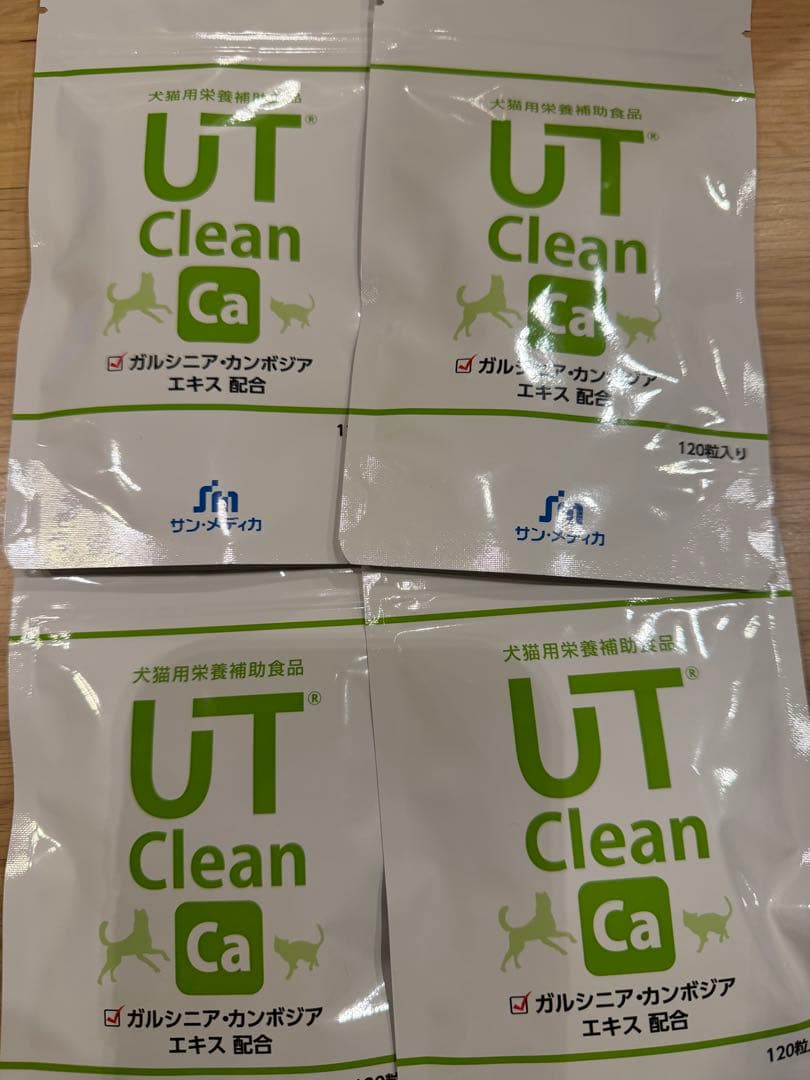 犬猫用栄養補助食品
UT®
Clean
Ca
ガルシニア・カンボジア
エキス 配合
サン・メディカ
犬猫用栄養補助食品
UT®
Clean
Ca
ガルシニア・カンボジア
エキス 配合
120粒入り
サン・メディカ
犬猫用栄養補助食品
UT®
Clean
Ca
ガルシニア・カンボジア
エキス 配合
犬猫用栄養補助食品
UT®
Clean
Ca
ガルシニア・カンボジア
エキス 配合
120粒